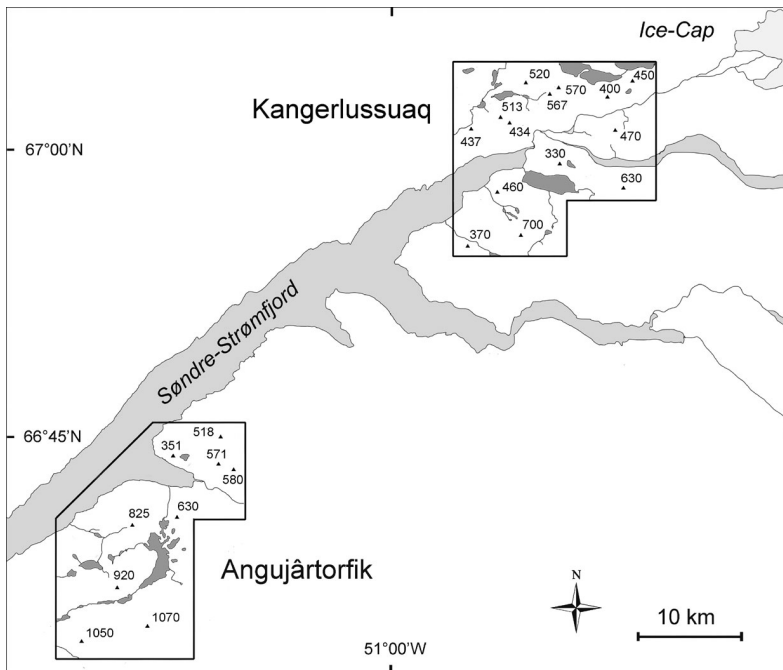 Ice-Cap
Kangerlussuaq
520
570
450
567
400
513
434
437
470
67°00'N
330
630
460
700
370
Søndre-Strømfjord
66°45'N
518
351
571
580
825
630
Angujârtorfik
920
1070
1050
N
10 km
51°00'W